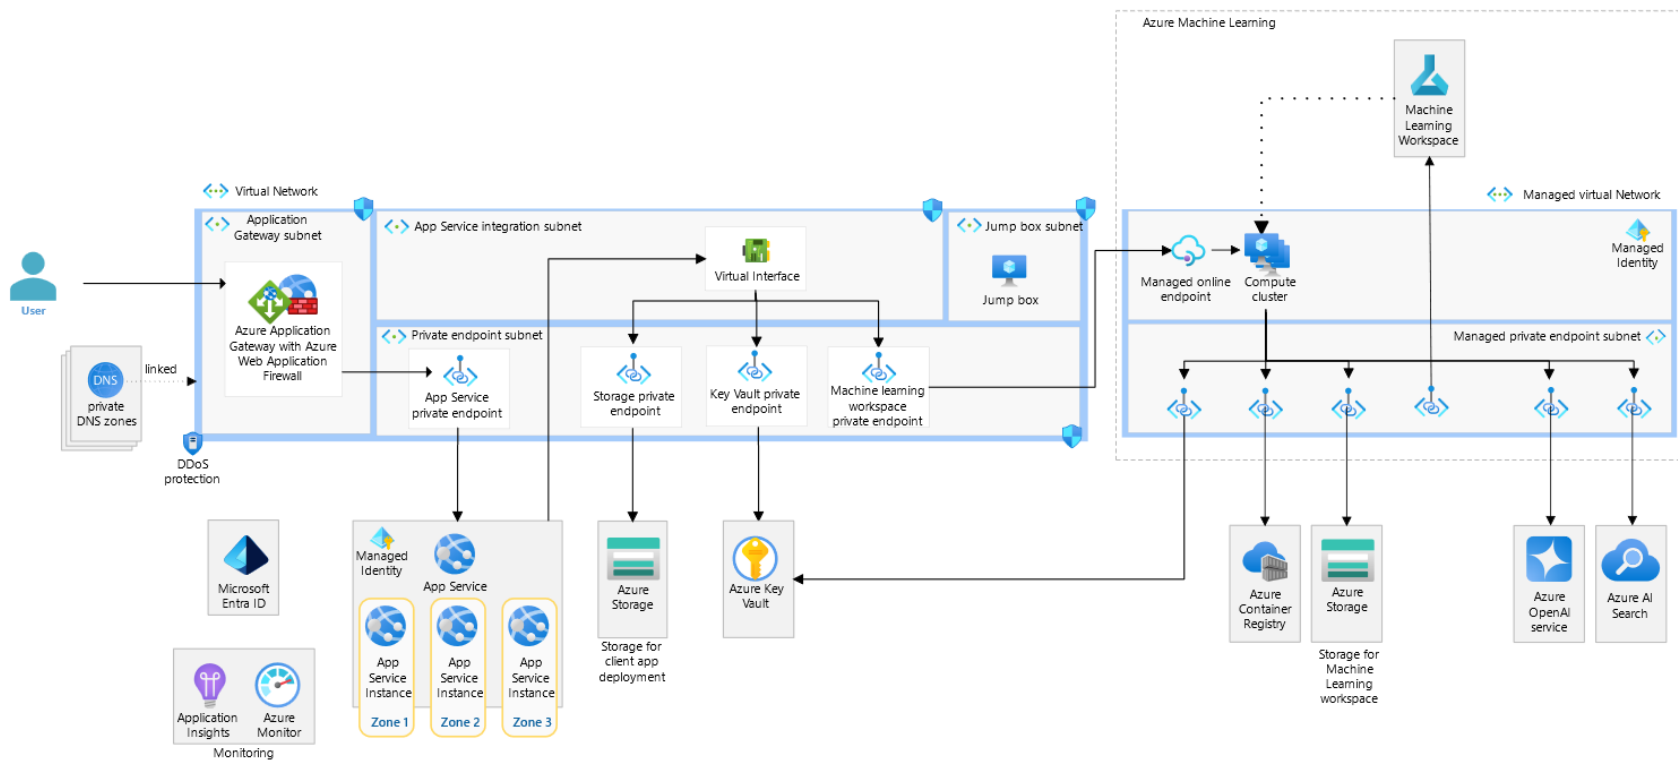 Azure Machine Learning
Machine
Learning
Workspace
Virtual Network
Managed virtual Network
Application
Gateway subnet
App Service integration subnet
Jump box subnet
Virtual Interface
Jump box
Managed online
endpoint
Compute
cluster
Managed
Identity
User
Azure Application
Gateway with Azure
Web Application
Firewall
Private endpoint subnet
Managed private endpoint subnet
DNS
private
DNS zones
linked
App Service
private endpoint
Storage private
endpoint
Key Vault private
endpoint
Machine learning
workspace
private endpoint
DDoS
protection
Microsoft
Entra ID
Managed
Identity
App Service
App
Service
Instance
Zone 1
App
Service
Instance
Zone 2
App
Service
Instance
Zone 3
Azure
Storage
Storage for
client app
deployment
Azure Key
Vault
Azure
Container
Registry
Azure
Storage
Storage for
Machine
Learning
workspace
Azure
OpenAI
service
Azure AI
Search
Application
Insights
Azure
Monitor
Monitoring